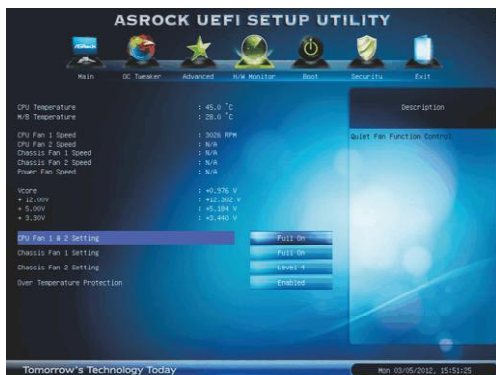 ASROCK UEFI SETUP UTILITY
ASRock
Main OC Tweaker Advanced H/W Monitor Boot Security Exit
CPU Temperature : 45.0 °C
M/B Temperature : 28.0 °C
Description
CPU Fan 1 Speed : 3026 RPM
Quiet Fan Function Control
CPU Fan 2 Speed : N/A
Chassis Fan 1 Speed : N/A
Chassis Fan 2 Speed : N/A
Power Fan Speed : N/A
Vcore : +0.976 V
+ 12.00V : +12.302 V
+ 5.00V : +5.184 V
+ 3.30V : +3.440 V
CPU Fan 1 & 2 Setting Full On
Chassis Fan 1 Setting Full On
Chassis Fan 2 Setting Level 4
Over Temperature Protection Enabled
Tomorrow's Technology Today
Mon 03/05/2012, 15:51:25